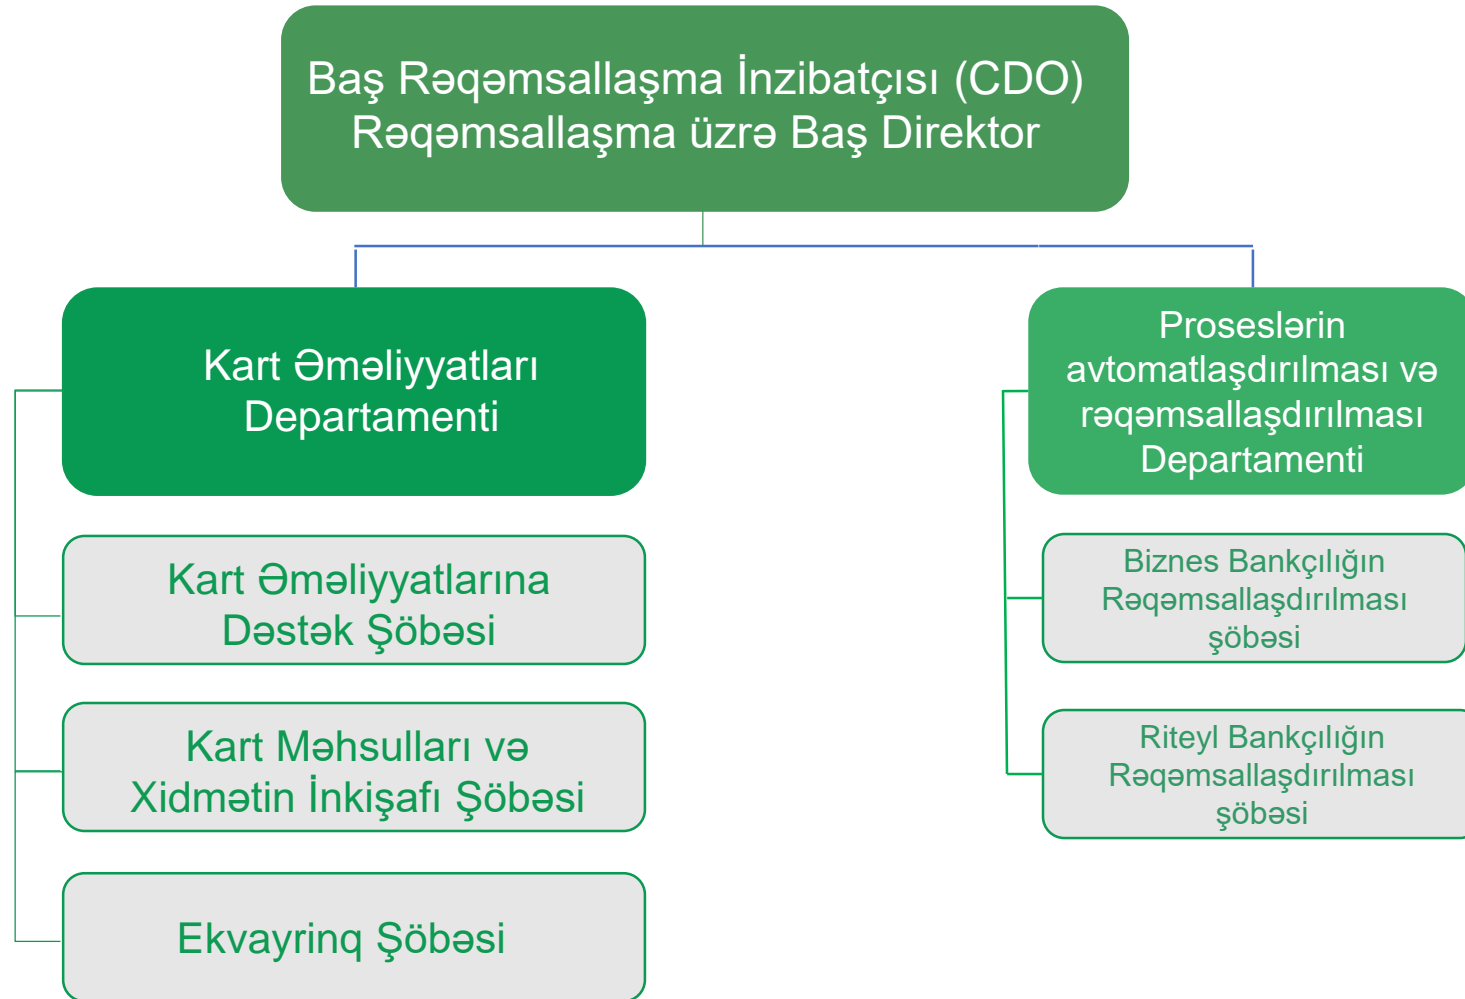 Baş Rəqəmsallaşma İnzibatçısı (CDO)
Rəqəmsallaşma üzrə Baş Direktor
Kart Əməliyyatları
Departamenti
Kart Əməliyyatlarına
Dəstək Şöbəsi
Kart Məhsulları və
Xidmətin İnkişafı Şöbəsi
Ekvayrinq Şöbəsi
Proseslərin
avtomatlaşdırılması və
rəqəmsallaşdırılması
Departamenti
Biznes Bankçılığın
Rəqəmsallaşdırılması
şöbəsi
Riteyl Bankçılığın
Rəqəmsallaşdırılması
şöbəsi